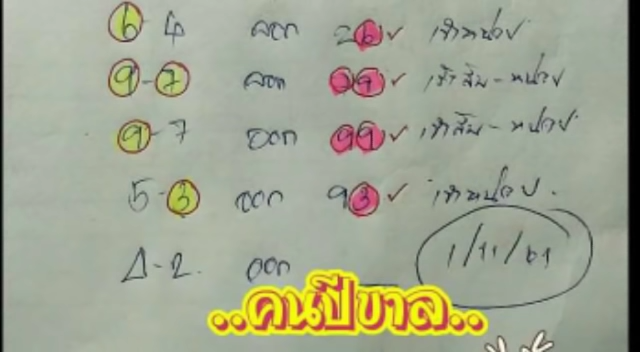 6-4 ออก 26 ✓ เข้าหน่วย
9-7 ออก 79 ✓ เข้าสิบ-หน่วย
9-7 ออก 99 ✓ เข้าสิบ-หน่วย
5-3 ออก 93 ✓ เข้าหน่วย.
1-2. ออก
1/11/61
..คนปีขาล..